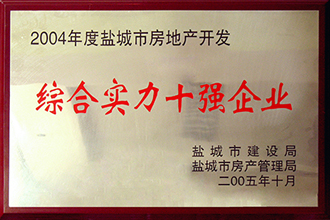 2004年度盐城市房地产开发
综合实力十强企业
盐城市建设局
盐城市房产管理局
二00五年十月